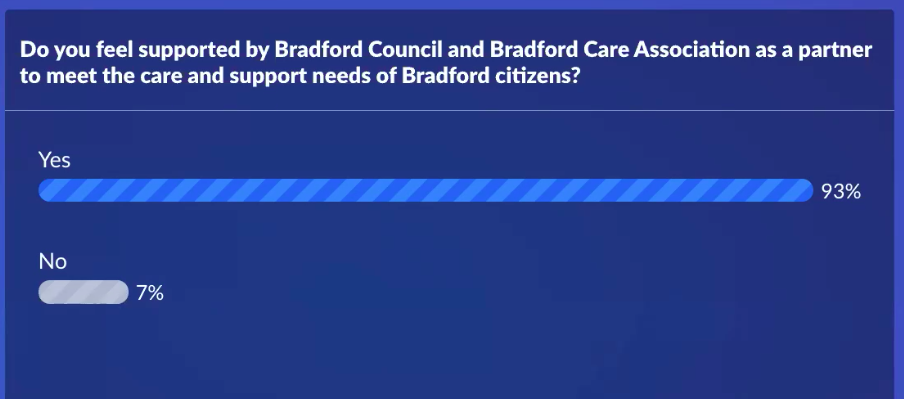 Do you feel supported by Bradford Council and Bradford Care Association as a partner
to meet the care and support needs of Bradford citizens?
Yes
93%
No
7%